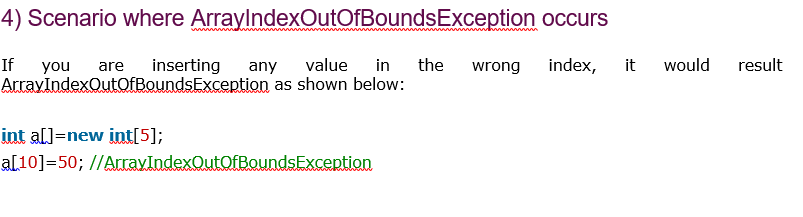 4) Scenario where ArrayIndexOutOfBoundsException occurs
If you are inserting any value in the wrong index, it would result
ArrayIndexOutOfBoundsException as shown below:
int a[]=new int[5];
a[10]=50; //ArrayIndexOutOfBoundsException